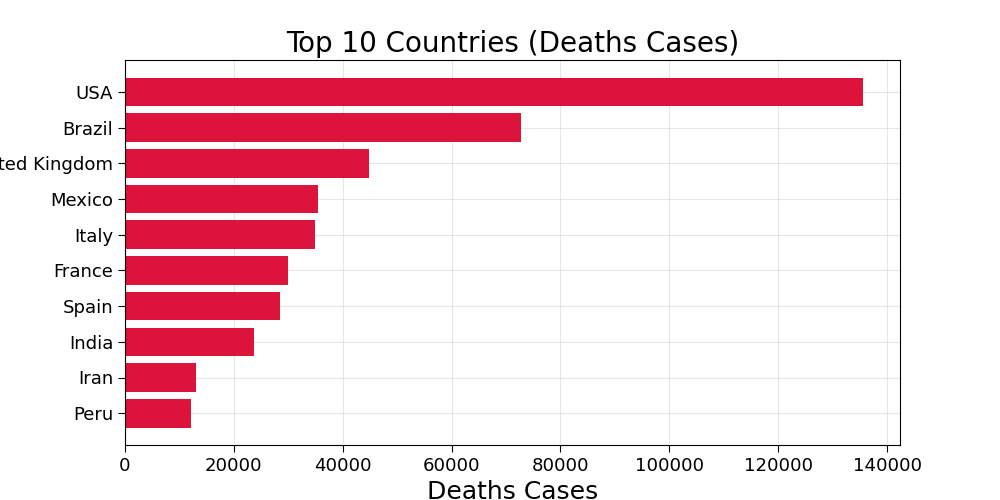 Top 10 Countries (Deaths Cases)
USA
Brazil
ted Kingdom
Mexico
Italy
France
Spain
India
Iran
Peru
0 20000 40000 60000 80000 100000 120000 140000
Deaths Cases